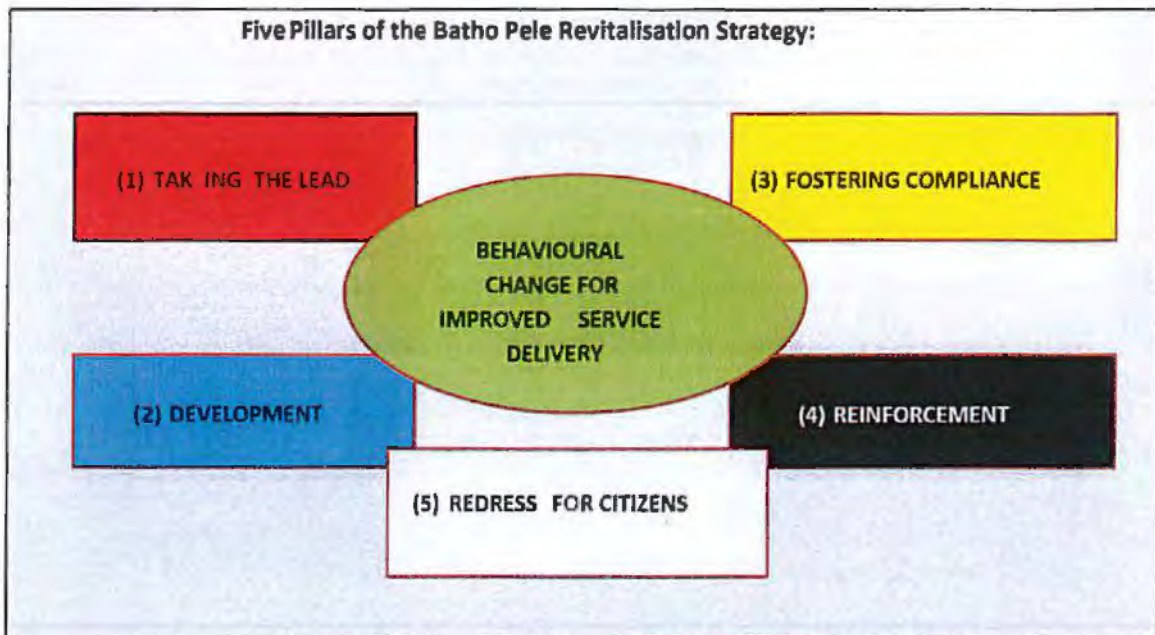 Five Pillars of the Batho Pele Revitalisation Strategy:
(1) TAK ING THE LEAD
(3) FOSTERING COMPLIANCE
BEHAVIOURAL
CHANGE FOR
IMPROVED SERVICE
DELIVERY
(2) DEVELOPMENT
(4) REINFORCEMENT
(5) REDRESS FOR CITIZENS